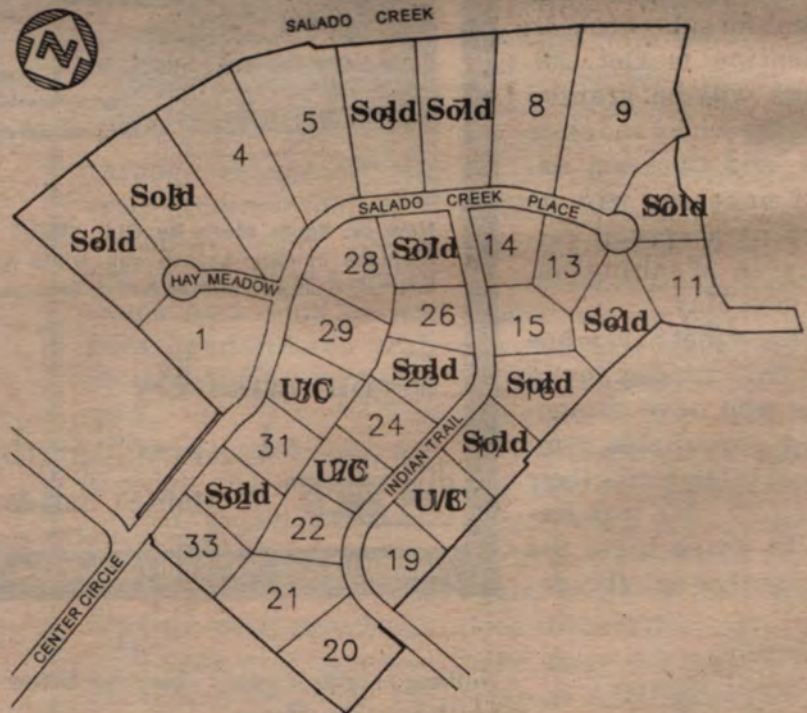 N
SALADO CREEK
1
Sold
Sold
4
5
Sold
Sold
8
9
Sold
11
Sold
13
14
15
Sold
Sold
U/C
19
20
21
22
U/C
24
Sold
26
Sold
28
29
U/C
31
Sold
33
SALADO CREEK PLACE
HAY MEADOW
INDIAN TRAIL
CENTER CIRCLE